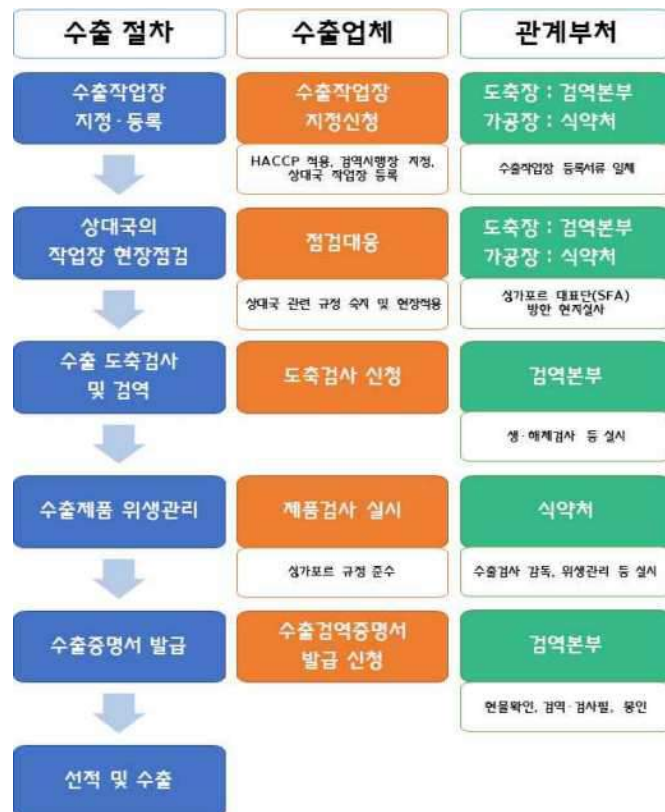 수출 절차
수출업체
관계부처
수출작업장
지정·등록
수출작업장
지정신청
HACCP 적용, 검역시행장 지정,
상대국 작업장 등록
도축장 : 검역본부
가공장 : 식약처
수출작업장 등록서류 일체
상대국의
작업장 현장점검
점검대응
상대국 관련 규정 숙지 및 현장적용
도축장 : 검역본부
가공장 : 식약처
싱가포르 대표단(SFA)
방한 현지실사
수출 도축검사
및 검역
도축검사 신청
검역본부
생·해체검사 등 실시
수출제품 위생관리
제품검사 실시
싱가포르 규정 준수
식약처
수출검사 감독, 위생관리 등 실시
수출증명서 발급
수출검역증명서
발급 신청
검역본부
현물확인, 검역·검사필, 봉인
선적 및 수출